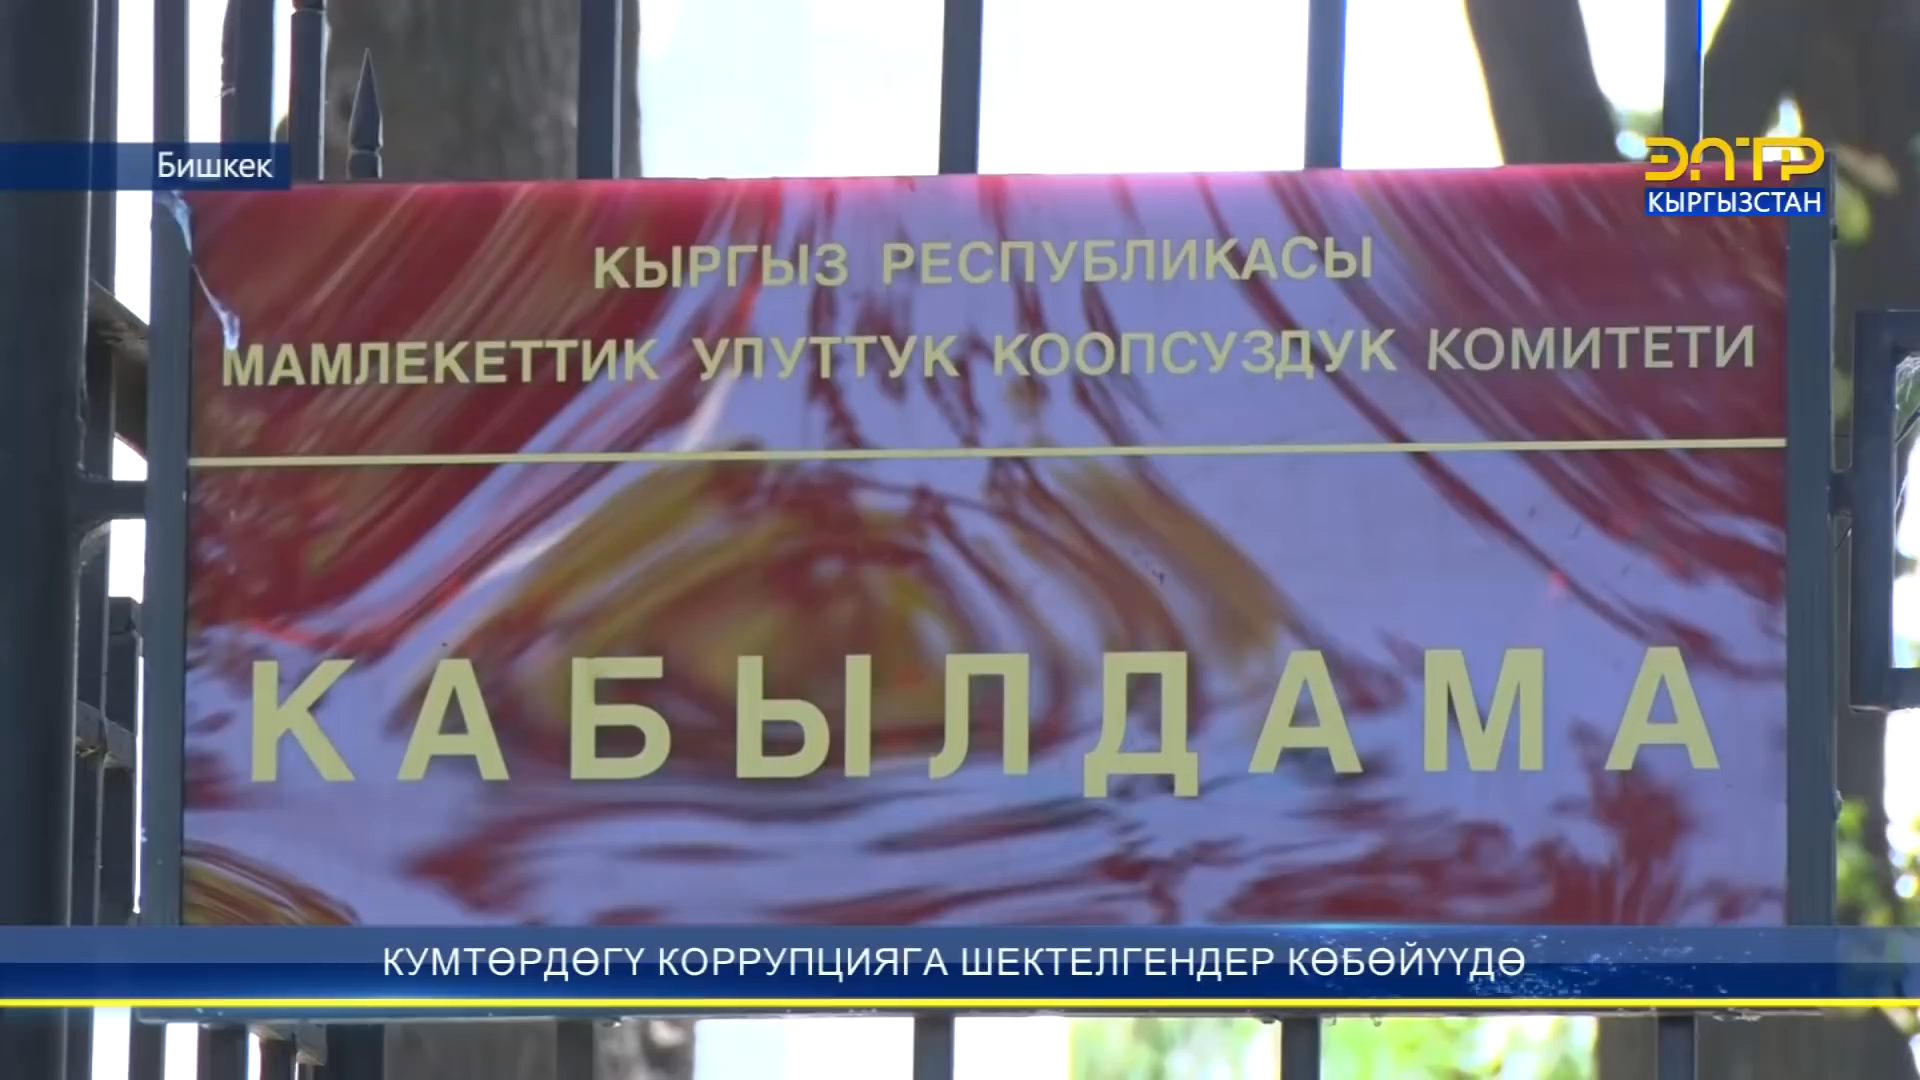 Бишкек
ЭЛТР
КЫРГЫЗСТАН
КЫРГЫЗ РЕСПУБЛИКАСЫ
МАМЛЕКЕТТИК УЛУТТУК КООПСУЗДУК КОМИТЕТИ
КАБЫЛДАМА
КУМТӨРДӨГҮ КОРРУПЦИЯГА ШЕКТЕЛГЕНДЕР КӨБӨЙҮҮДӨ